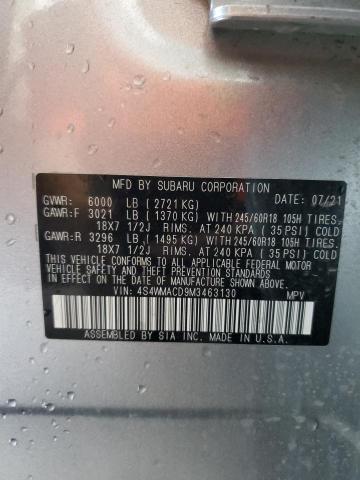 MFD BY SUBARU CORPORATION DATE: 07/21
GVWR: 6000 LB (2721 KG)
GAWR:F 3021 LB (1370 KG) WITH 245/60R18 105H TIRES,
18X7 1/2J RIMS, AT 240 KPA (35 PSI) COLD
GAWR:R 3296 LB (1495 KG) WITH 245/60R18 105H TIRES,
18X7 1/2J RIMS, AT 240 KPA (35 PSI) COLD
THIS VEHICLE CONFORMS TO ALL APPLICABLE FEDERAL MOTOR
VEHICLE SAFETY, BUMPER, AND THEFT PREVENTION STANDARDS
IN EFFECT ON THE DATE OF MANUFACTURE SHOWN ABOVE.
VIN: 4S4WMACD9M3463130 MPV
ASSEMBLED BY SIA INC. IN U.S.A.